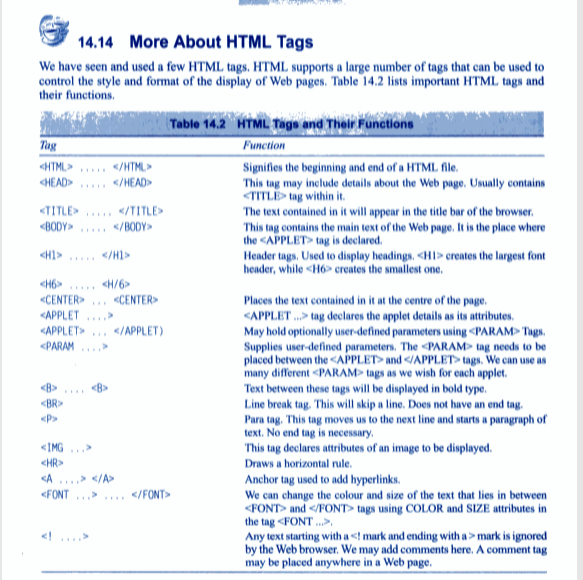 14.14 More About HTML Tags
We have seen and used a few HTML tags. HTML supports a large number of tags that can be used to
control the style and format of the display of Web pages. Table 14.2 lists important HTML tags and
their functions.
Table 14.2 HTML Tags and Their Functions
Tag Function
<HTML> ..... </HTML> Signifies the beginning and end of a HTML file.
<HEAD> ..... </HEAD> This tag may include details about the Web page. Usually contains
<TITLE> tag within it.
<TITLE> ..... </TITLE> The text contained in it will appear in the title bar of the browser.
<BODY> ..... </BODY> This tag contains the main text of the Web page. It is the place where
the <APPLET> tag is declared.
<H1> ..... </H1> Header tags. Used to display headings. <H1> creates the largest font
header, while <H6> creates the smallest one.
<H6> ..... <H/6>
<CENTER> ... <CENTER> Places the text contained in it at the centre of the page.
<APPLET ....> <APPLET ...> tag declares the applet details as its attributes.
<APPLET> ... </APPLET) May hold optionally user-defined parameters using <PARAM> Tags.
<PARAM ....> Supplies user-defined parameters. The <PARAM> tag needs to be
placed between the <APPLET> and </APPLET> tags. We can use as
many different <PARAM> tags as we wish for each applet.
<B> .... <B> Text between these tags will be displayed in bold type.
<BR> Line break tag. This will skip a line. Does not have an end tag.
<P> Para tag. This tag moves us to the next line and starts a paragraph of
text. No end tag is necessary.
<IMG ...> This tag declares attributes of an image to be displayed.
<HR> Draws a horizontal rule.
<A ....> </A> Anchor tag used to add hyperlinks.
<FONT ...> .... </FONT> We can change the colour and size of the text that lies in between
<FONT> and </FONT> tags using COLOR and SIZE attributes in
the tag <FONT ...>.
<! ....> Any text starting with a <! mark and ending with a > mark is ignored
by the Web browser. We may add comments here. A comment tag
may be placed anywhere in a Web page.